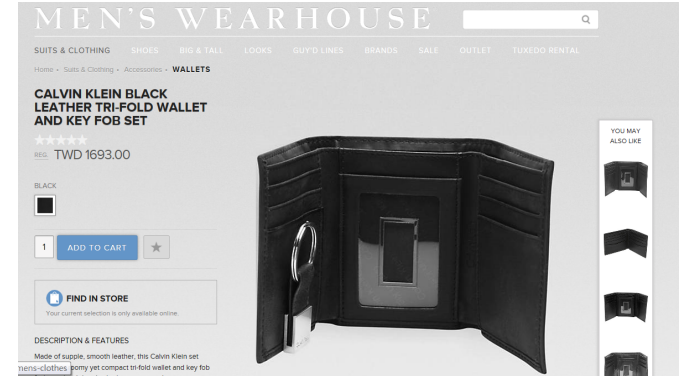 MEN'S WEARHOUSE
SUITS & CLOTHING SHOES BIG & TALL LOOKS GUY'D LINES BRANDS SALE OUTLET TUXEDO RENTAL
Home - Suits & Clothing - Accessories - WALLETS
CALVIN KLEIN BLACK
LEATHER TRI-FOLD WALLET
AND KEY FOB SET
REG. TWD 1693.00
BLACK
1 ADD TO CART
FIND IN STORE
Your current selection is only available online.
DESCRIPTION & FEATURES
Made of supple, smooth leather, this Calvin Klein set
mens-clothes oomy yet compact tri-fold wallet and key fob
YOU MAY
ALSO LIKE